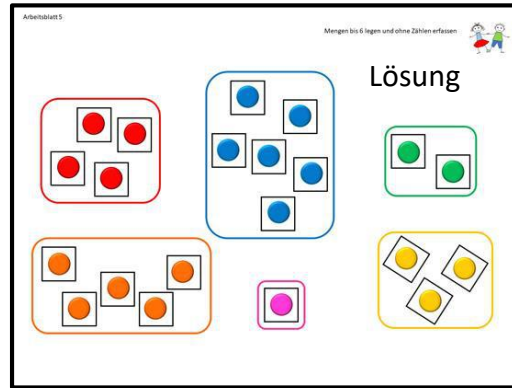 Arbeitsblatt 5
Mengen bis 6 legen und ohne Zählen erfassen
Lösung